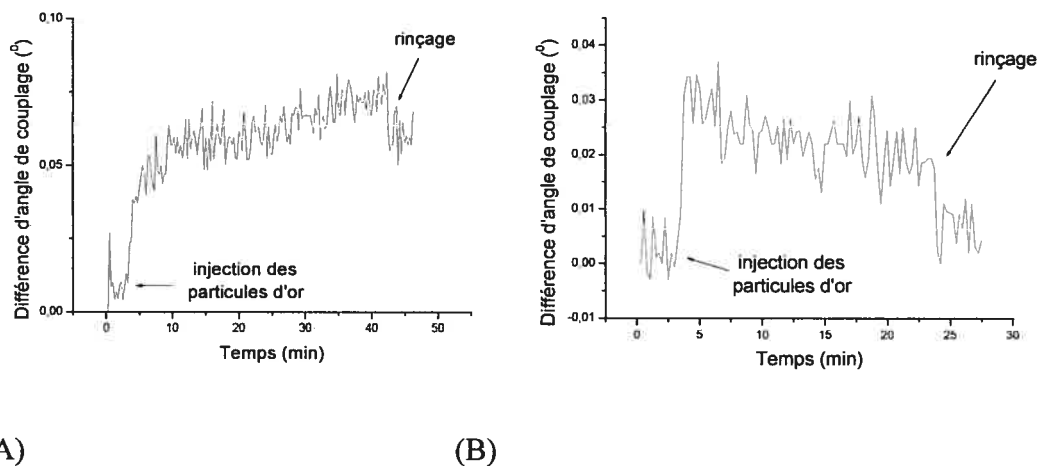 Différence d'angle de couplage (°)
0,10
0,05
0,00
rinçage
injection des
particules d'or
0
10
20
30
40
50
Temps (min)
Différence d'angle de couplage (°)
0,04
0,03
0,02
0,01
0,00
-0,01
rinçage
injection des
particules d'or
0
5
10
15
20
25
30
Temps (min)
A)
(B)